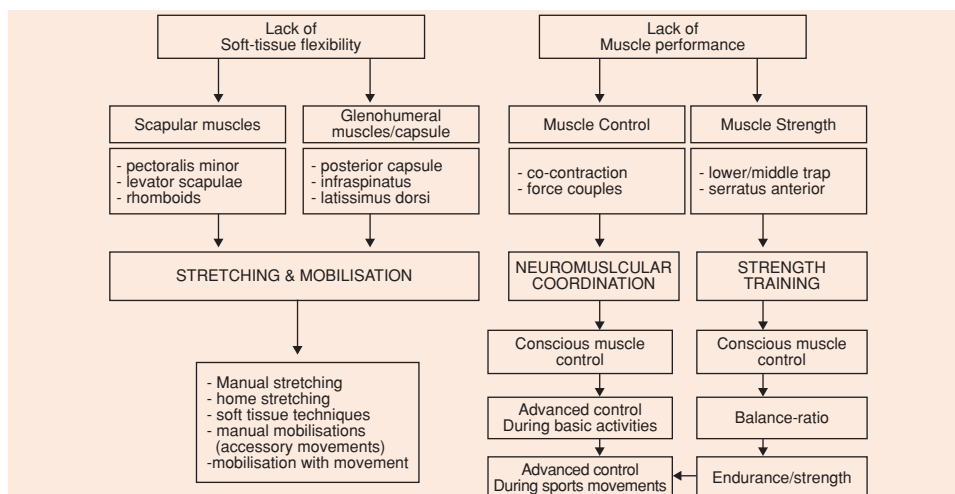 Lack of
Soft-tissue flexibility
Lack of
Muscle performance
Scapular muscles
Glenohumeral
muscles/capsule
Muscle Control
Muscle Strength
- pectoralis minor
- levator scapulae
- rhomboids
- posterior capsule
- infraspinatus
- latissimus dorsi
- co-contraction
- force couples
- lower/middle trap
- serratus anterior
STRETCHING & MOBILISATION
NEUROMUSLCULAR
COORDINATION
STRENGTH
TRAINING
- Manual stretching
- home stretching
- soft tissue techniques
- manual mobilisations
(accessory movements)
-mobilisation with movement
Conscious muscle
control
Conscious muscle
control
Advanced control
During basic activities
Balance-ratio
Advanced control
During sports movements
Endurance/strength